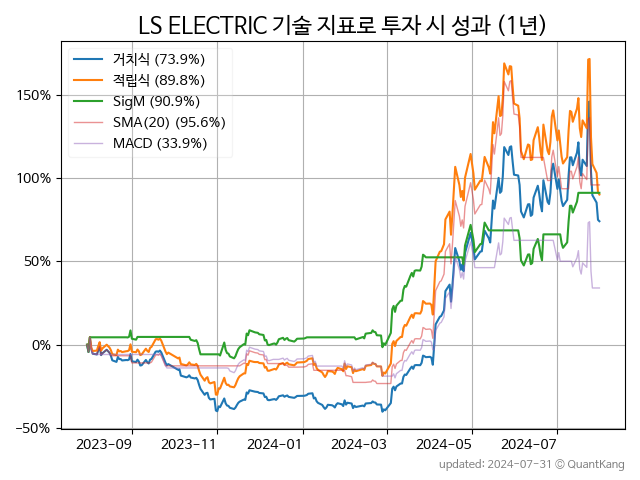 LS ELECTRIC 기술 지표로 투자 시 성과 (1년)
거치식 (73.9%)
적립식 (89.8%)
SigM (90.9%)
SMA(20) (95.6%)
MACD (33.9%)
150%
100%
50%
0%
−50%
2023-09 2023-11 2024-01 2024-03 2024-05 2024-07
updated: 2024-07-31 © QuantKang